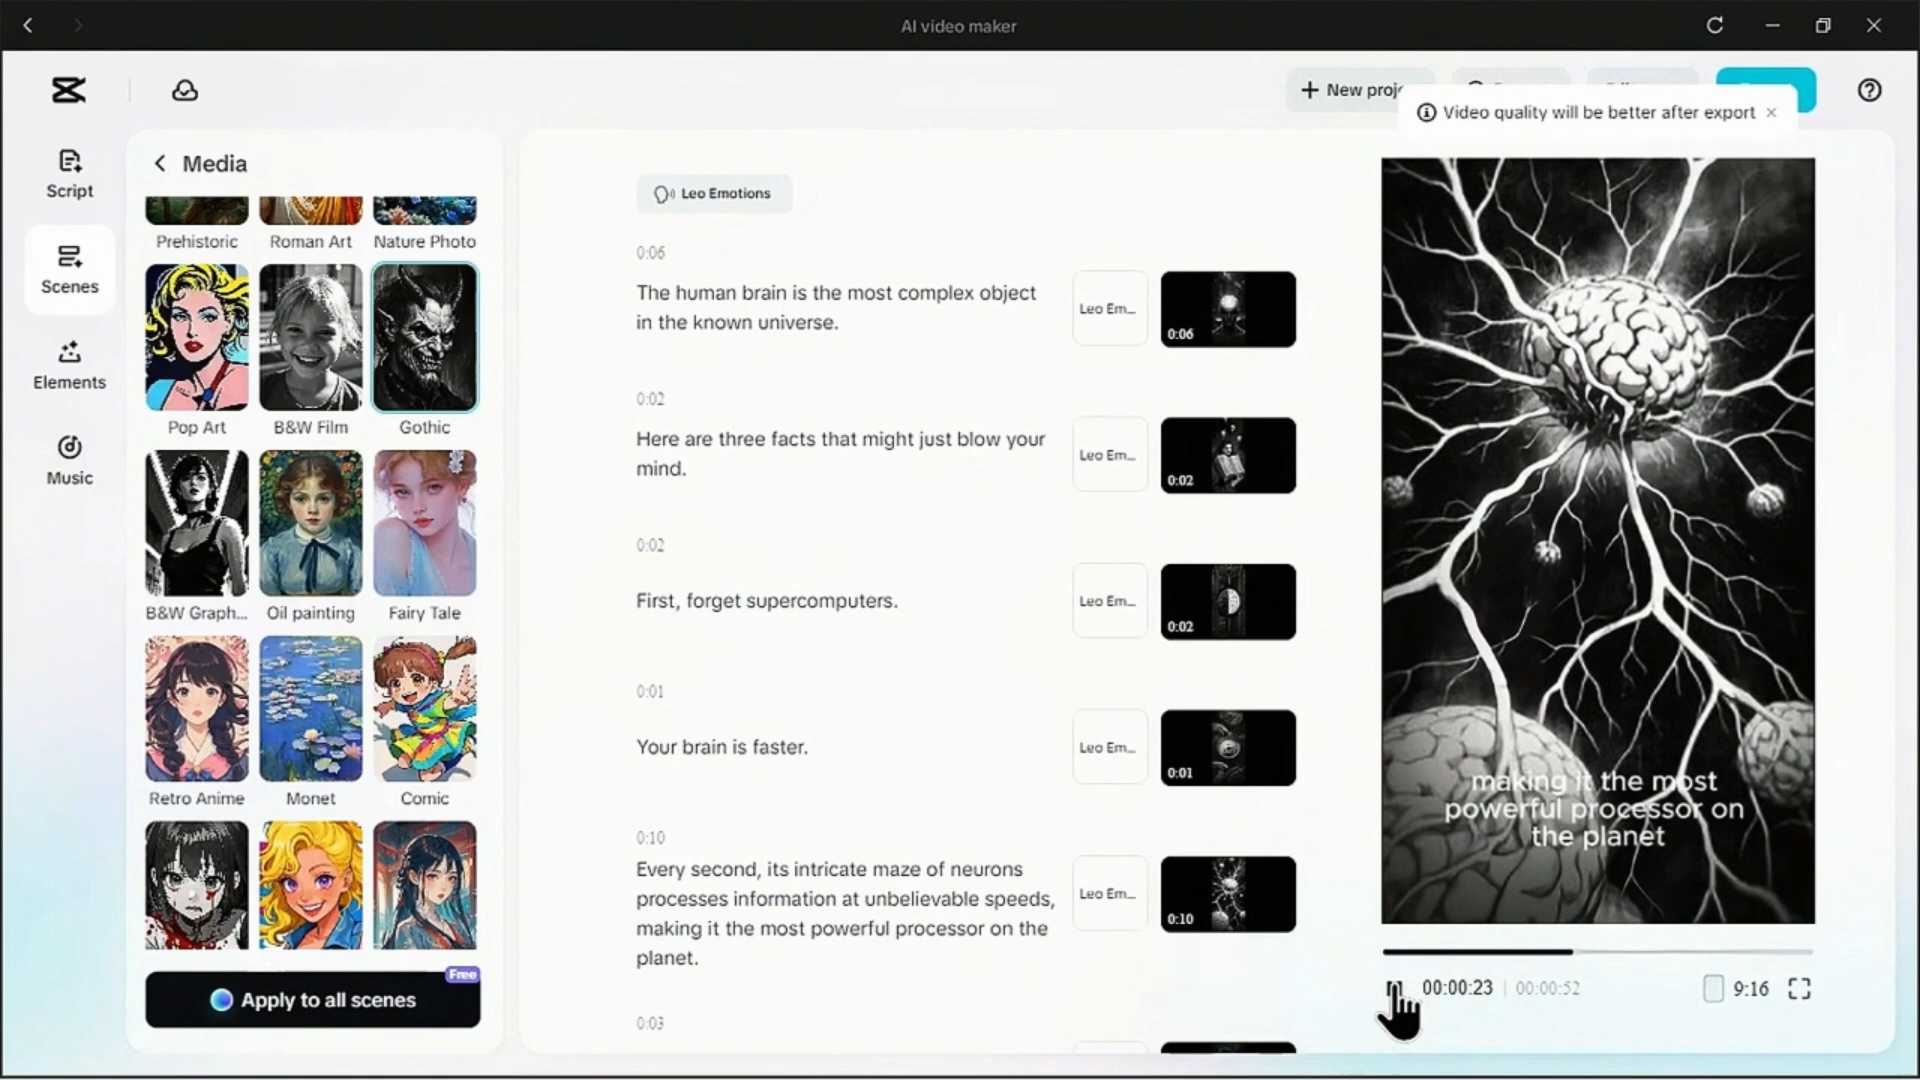 AI video maker
New proje
Video quality will be better after export
Script
Scenes
Elements
Music
Media
Prehistoric
Roman Art
Nature Photo
Pop Art
B&W Film
Gothic
B&W Graph...
Oil painting
Fairy Tale
Retro Anime
Monet
Comic
Free
Apply to all scenes
Leo Emotions
0:06
The human brain is the most complex object
in the known universe.
Leo Em...
0:06
0:02
Here are three facts that might just blow your
mind.
Leo Em...
0:02
0:02
First, forget supercomputers.
Leo Em...
0:02
0:01
Your brain is faster.
Leo Em...
0:01
0:10
Every second, its intricate maze of neurons
processes information at unbelievable speeds,
making it the most powerful processor on the
planet.
Leo Em...
0:10
0:03
making it the most
powerful processor on
the planet
00:00:23 | 00:00:52
9:16